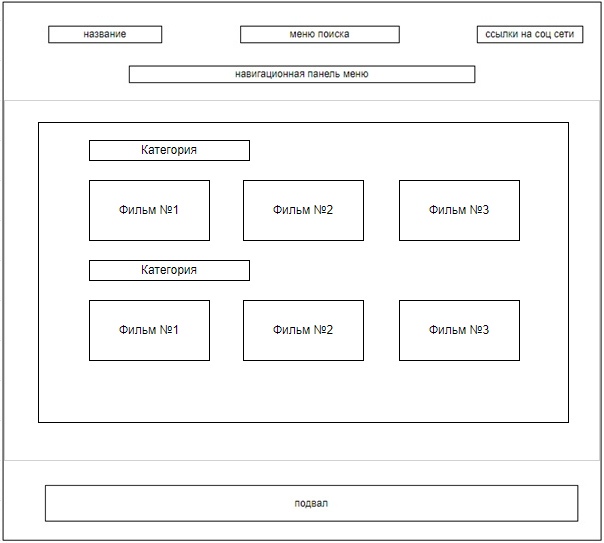 название
меню поиска
ссылки на соц сети
навигационная панель меню
Категория
Фильм №1
Фильм №2
Фильм №3
Категория
Фильм №1
Фильм №2
Фильм №3
подвал